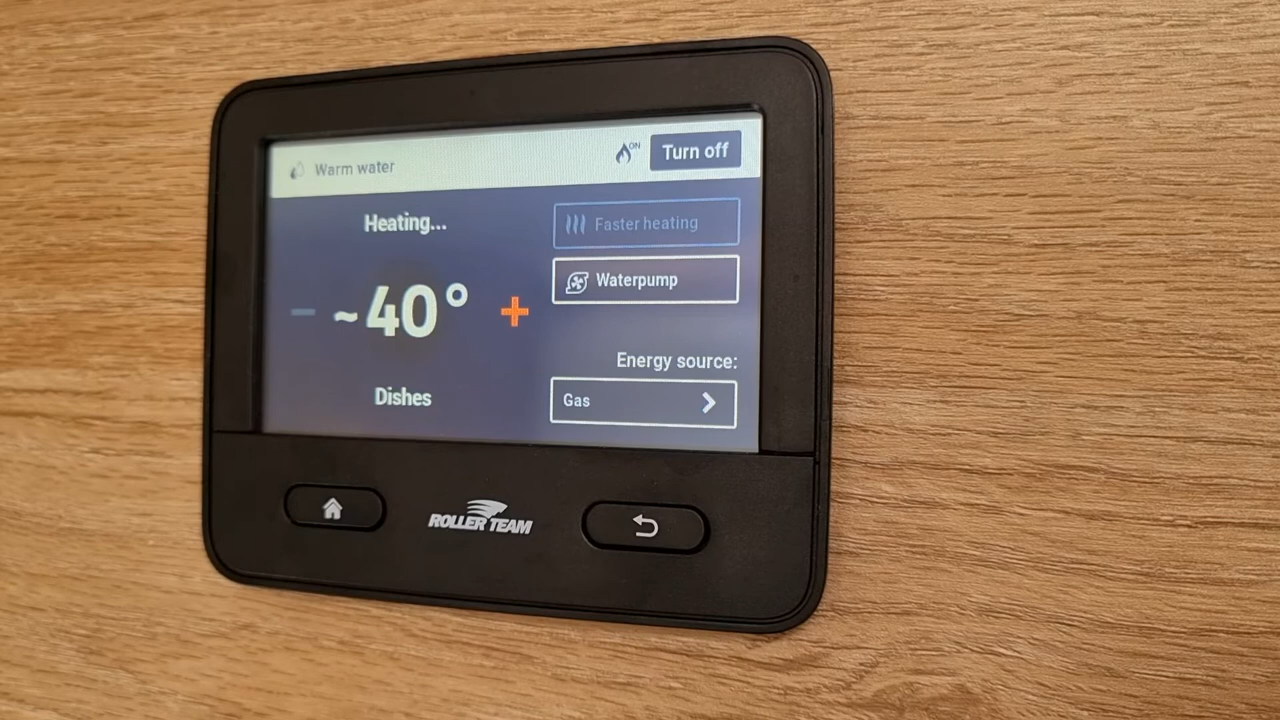 Warm water
ON
Turn off
Heating...
Faster heating
~40°
Waterpump
Dishes
Energy source:
Gas
ROLLER TEAM